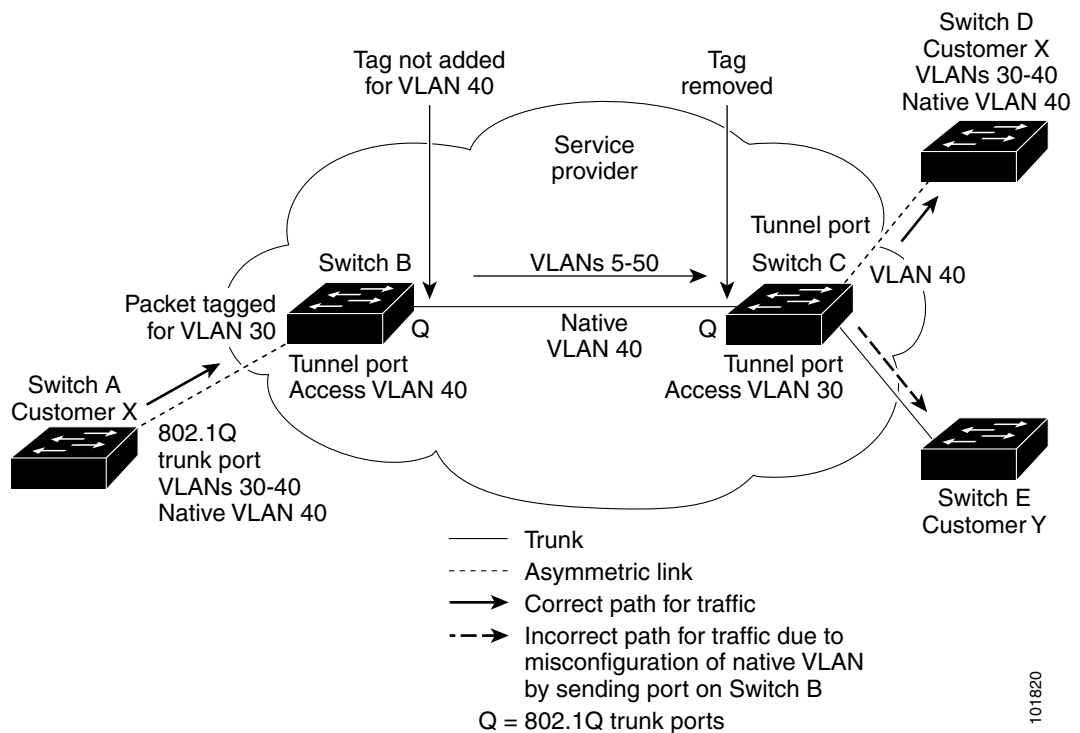 Switch D
Customer X
VLANs 30-40
Native VLAN 40
Tag not added
for VLAN 40
Tag
removed
Service
provider
Tunnel port
Switch B
VLANs 5-50
Switch C
VLAN 40
Packet tagged
for VLAN 30
Q
Native
VLAN 40
Q
Tunnel port
Access VLAN 40
Tunnel port
Access VLAN 30
Switch A
Customer X
802.1Q
trunk port
VLANs 30-40
Native VLAN 40
Switch E
Customer Y
Trunk
Asymmetric link
Correct path for traffic
Incorrect path for traffic due to
misconfiguration of native VLAN
by sending port on Switch B
Q = 802.1Q trunk ports
101820